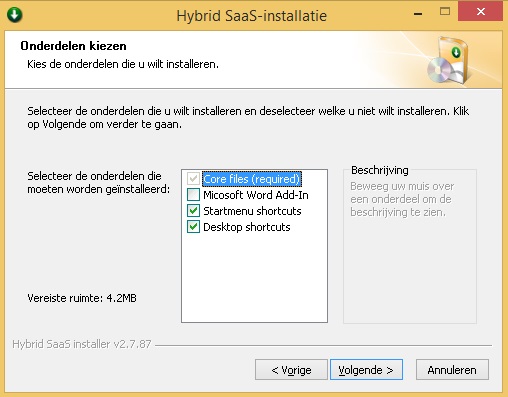 Hybrid SaaS-installatie
Onderdelen kiezen
Kies de onderdelen die u wilt installeren.
Selecteer de onderdelen die u wilt installeren en deselecteer welke u niet wilt installeren. Klik
op Volgende om verder te gaan.
Selecteer de onderdelen die
moeten worden geïnstalleerd:
Core files (required)
Micosoft Word Add-In
Startmenu shortcuts
Desktop shortcuts
Beschrijving
Beweeg uw muis over
een onderdeel om de
beschrijving te zien.
Vereiste ruimte: 4.2MB
Hybrid SaaS installer v2.7.87
< Vorige
Volgende >
Annuleren